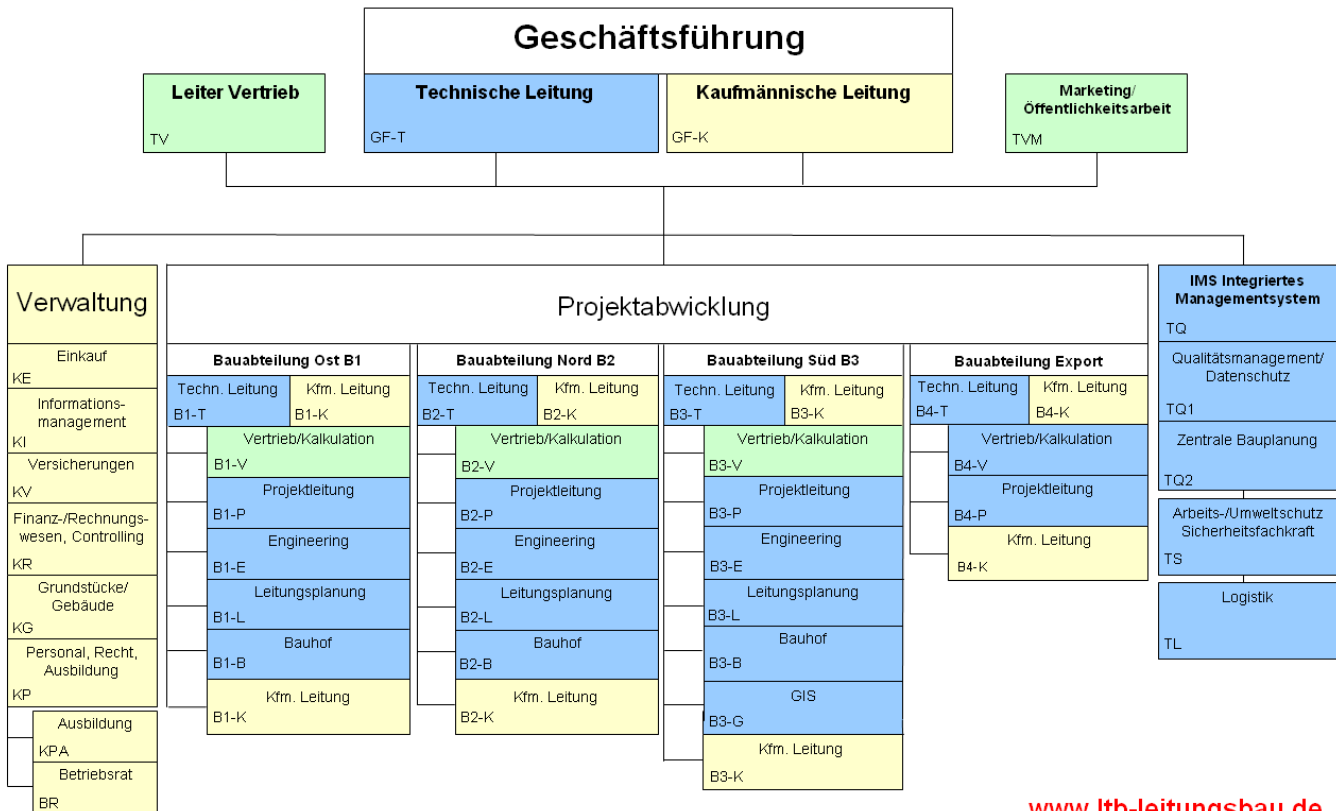 Geschäftsführung
Leiter Vertrieb
TV
Technische Leitung
GF-T
Kaufmännische Leitung
GF-K
Marketing/
Öffentlichkeitsarbeit
TVM
Verwaltung
Einkauf
KE
Informations-
management
KI
Versicherungen
KV
Finanz-/Rechnungs-
wesen, Controlling
KR
Grundstücke/
Gebäude
KG
Personal, Recht,
Ausbildung
KP
Ausbildung
KPA
Betriebsrat
BR
Projektabwicklung
Bauabteilung Ost B1
Techn. Leitung
B1-T
Kfm. Leitung
B1-K
Vertrieb/Kalkulation
B1-V
Projektleitung
B1-P
Engineering
B1-E
Leitungsplanung
B1-L
Bauhof
B1-B
Kfm. Leitung
B1-K
Bauabteilung Nord B2
Techn. Leitung
B2-T
Kfm. Leitung
B2-K
Vertrieb/Kalkulation
B2-V
Projektleitung
B2-P
Engineering
B2-E
Leitungsplanung
B2-L
Bauhof
B2-B
Kfm. Leitung
B2-K
Bauabteilung Süd B3
Techn. Leitung
B3-T
Kfm. Leitung
B3-K
Vertrieb/Kalkulation
B3-V
Projektleitung
B3-P
Engineering
B3-E
Leitungsplanung
B3-L
Bauhof
B3-B
GIS
B3-G
Kfm. Leitung
B3-K
Bauabteilung Export
Techn. Leitung
B4-T
Kfm. Leitung
B4-K
Vertrieb/Kalkulation
B4-V
Projektleitung
B4-P
Kfm. Leitung
B4-K
IMS Integriertes
Managementsystem
TQ
Qualitätsmanagement/
Datenschutz
TQ1
Zentrale Bauplanung
TQ2
Arbeits-/Umweltschutz
Sicherheitsfachkraft
TS
Logistik
TL
www.ltb-leitungsbau.de